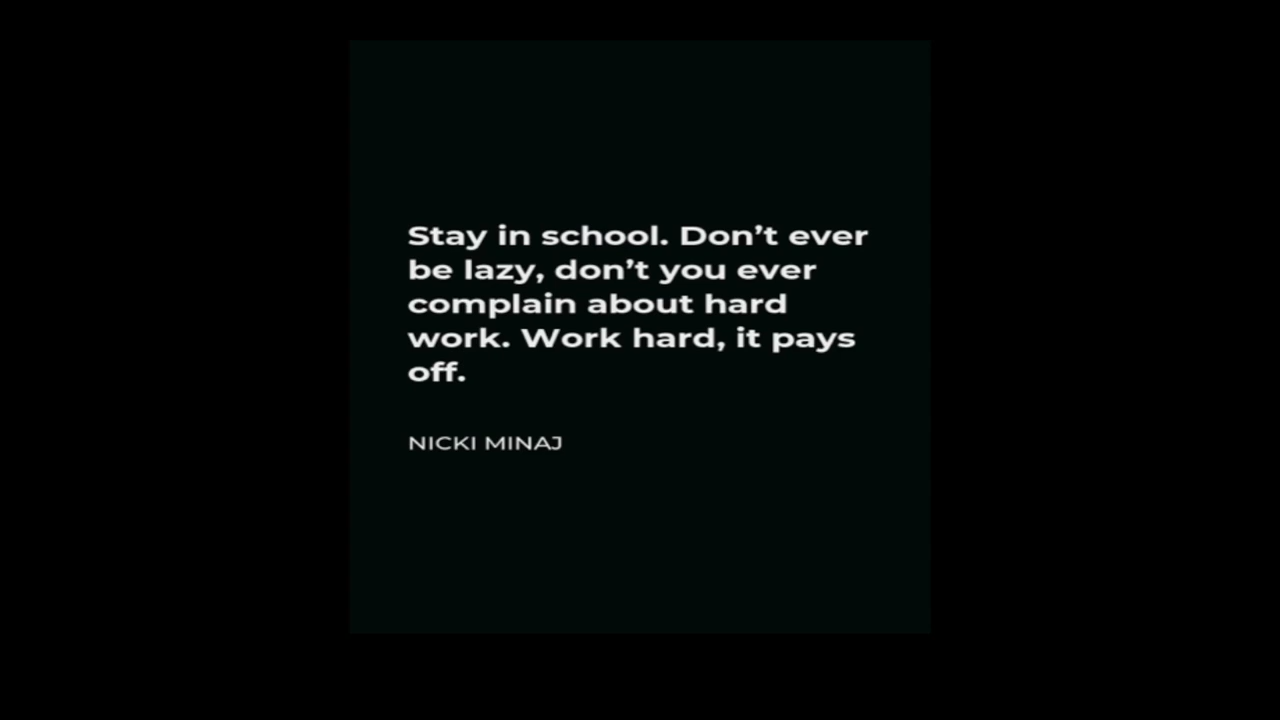 Stay in school. Don’t ever
be lazy, don’t you ever
complain about hard
work. Work hard, it pays
off.
NICKI MINAJ